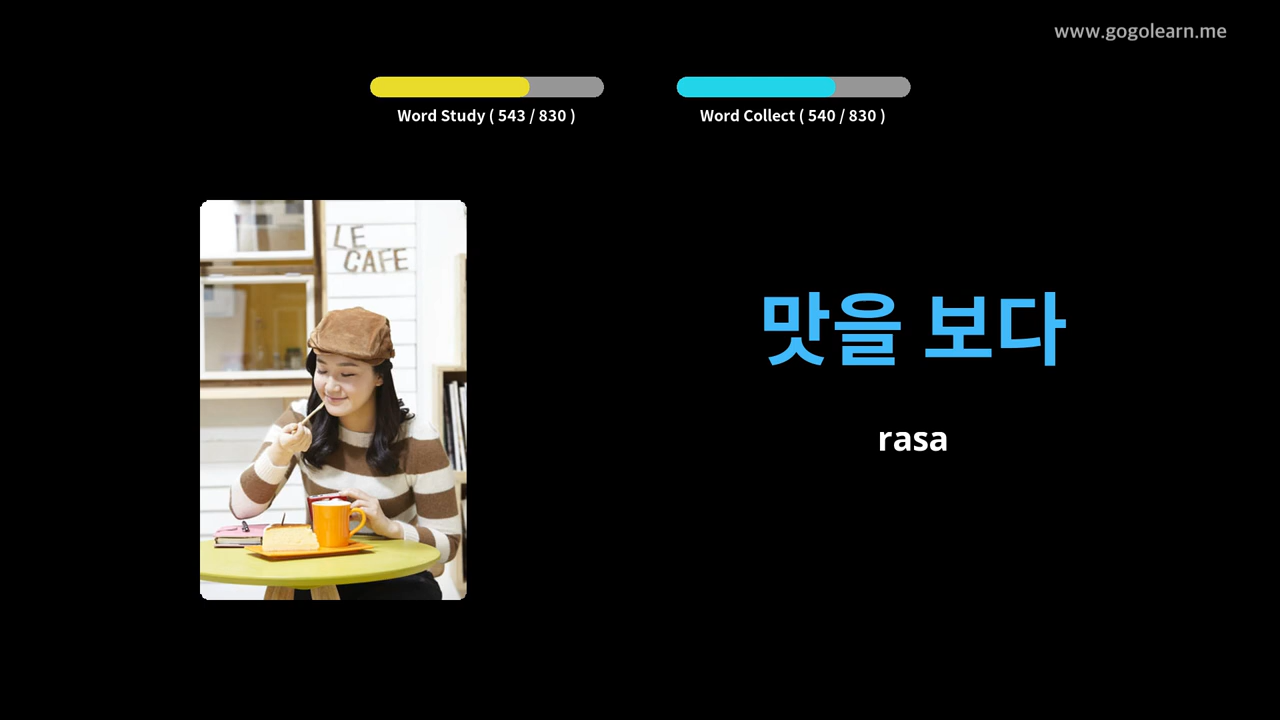 www.gogolearn.me
Word Study ( 543 / 830 )
Word Collect ( 540 / 830 )
LE
CAFE
맛을 보다
rasa